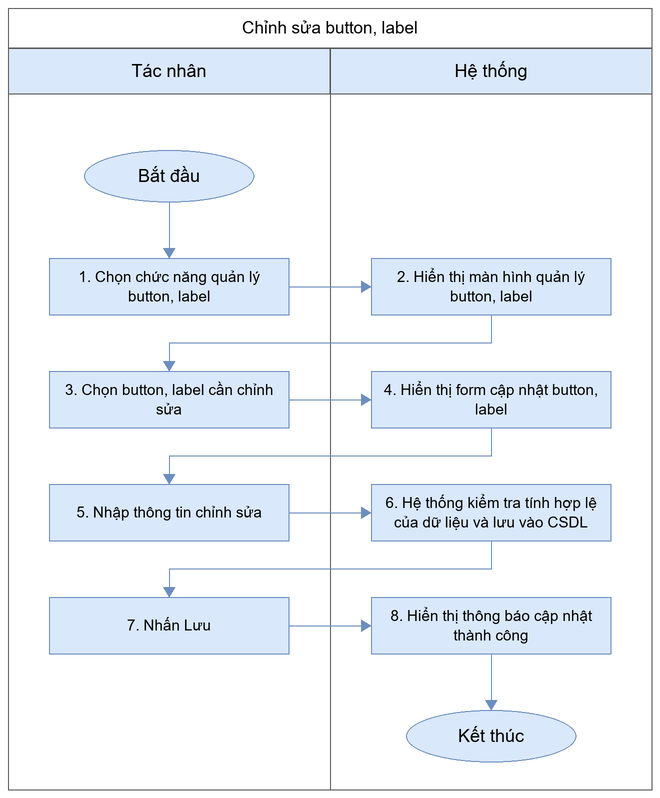 Chỉnh sửa button, label
Tác nhân
Hệ thống
Bắt đầu
1. Chọn chức năng quản lý
button, label
2. Hiển thị màn hình quản lý
button, label
3. Chọn button, label cần chỉnh
sửa
4. Hiển thị form cập nhật button,
label
5. Nhập thông tin chỉnh sửa
6. Hệ thống kiểm tra tính hợp lệ
của dữ liệu và lưu vào CSDL
7. Nhấn Lưu
8. Hiển thị thông báo cập nhật
thành công
Kết thúc